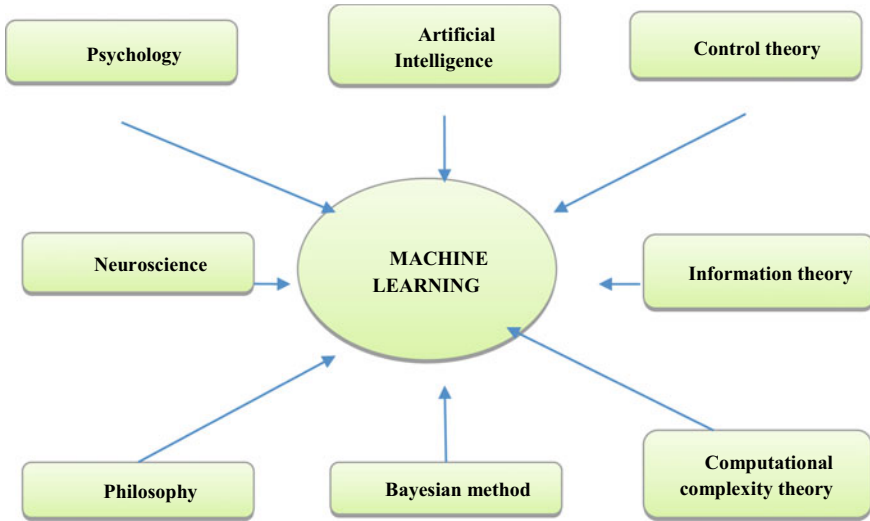 Psychology
Artificial
Intelligence
Control theory
Neuroscience
MACHINE
LEARNING
Information theory
Philosophy
Bayesian method
Computational
complexity theory